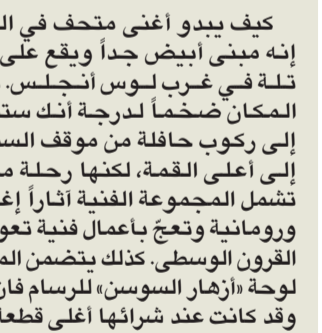 كيف يبدو أغنى متحف في
إنه مبنى أبيض جداً ويقع على
تلة في غرب لوس أنجلس.
المكان ضخماً لدرجة أنك
إلى ركوب حافلة من موقف
إلى أعلى القمة، لكنها رحلة
تشمل المجموعة الفنية آثاراً
ورومانية وتعجّ بأعمال فنية
القرون الوسطى. كذلك يتضمن
لوحة «أزهار السوسن» للرسام
وقد كانت عند شرائها أغلى قطعة